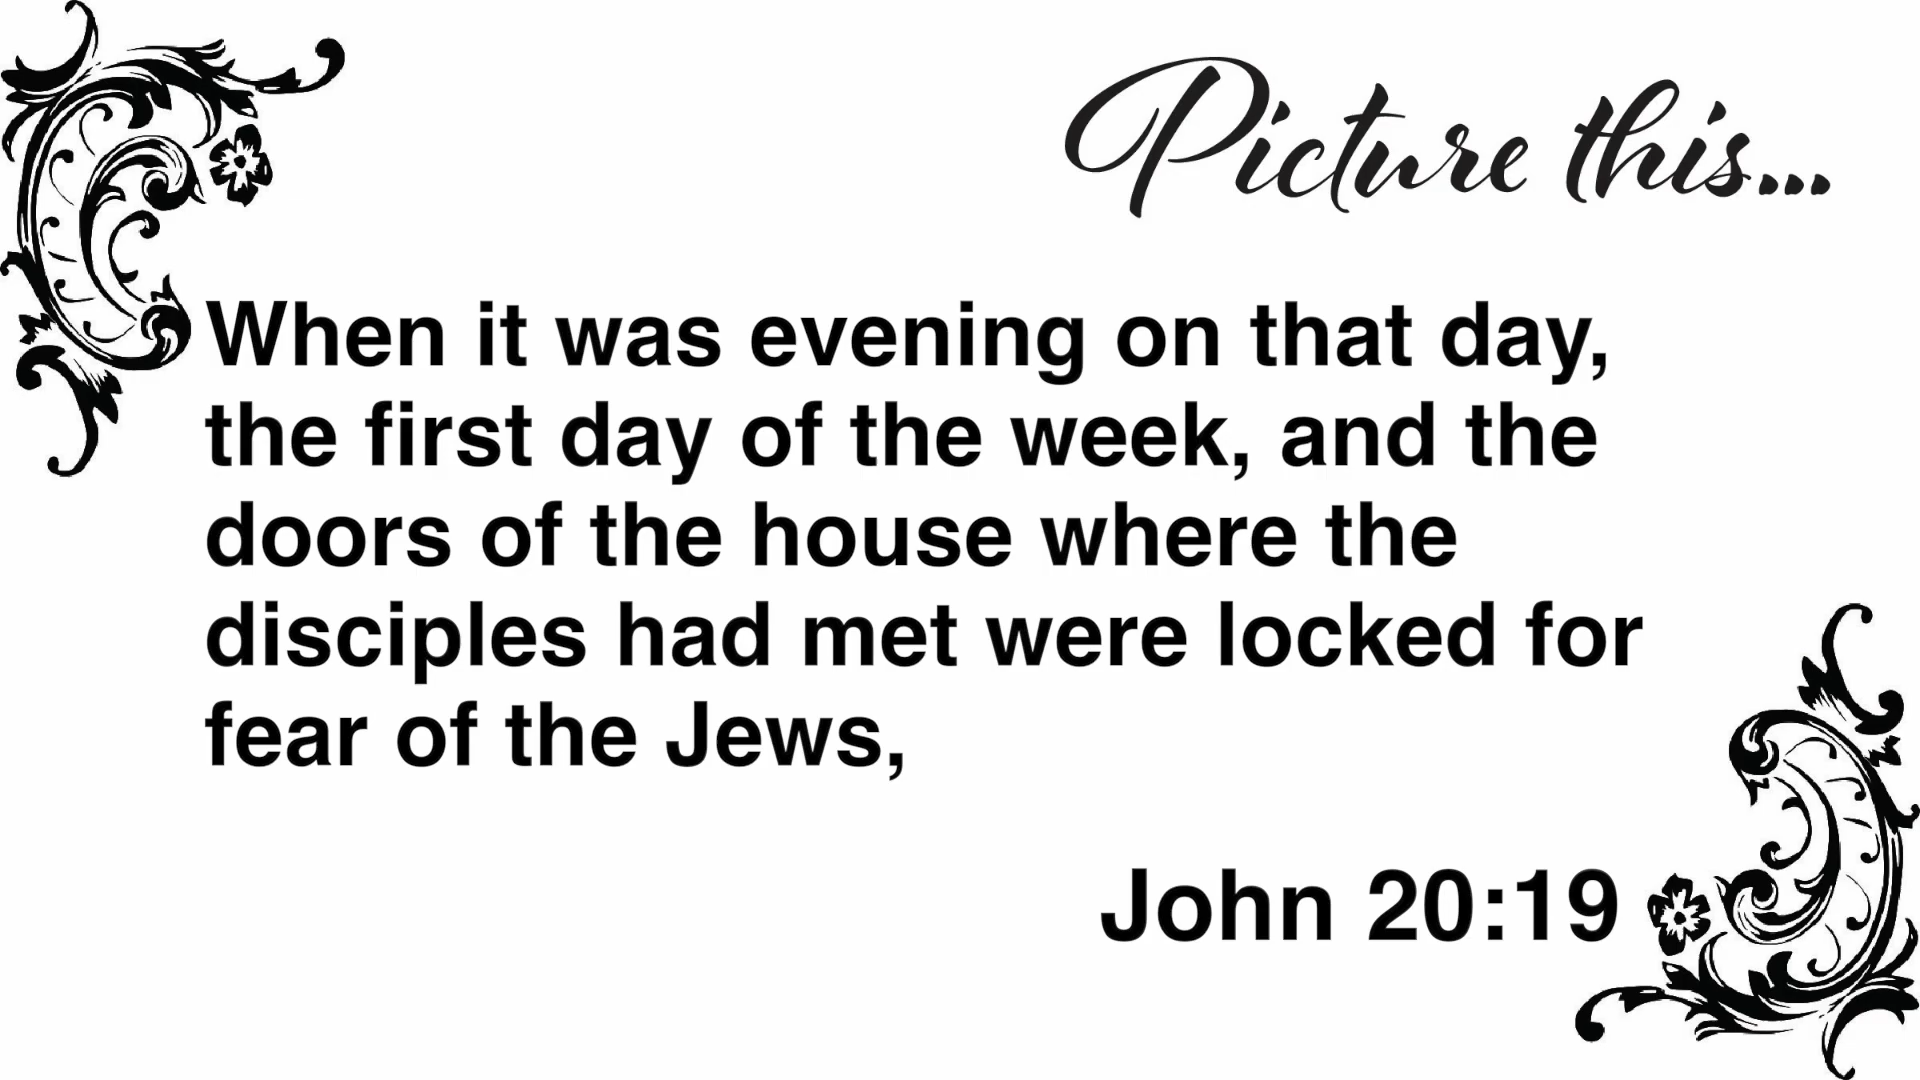 Picture this...
When it was evening on that day,
the first day of the week, and the
doors of the house where the
disciples had met were locked for
fear of the Jews,
John 20:19